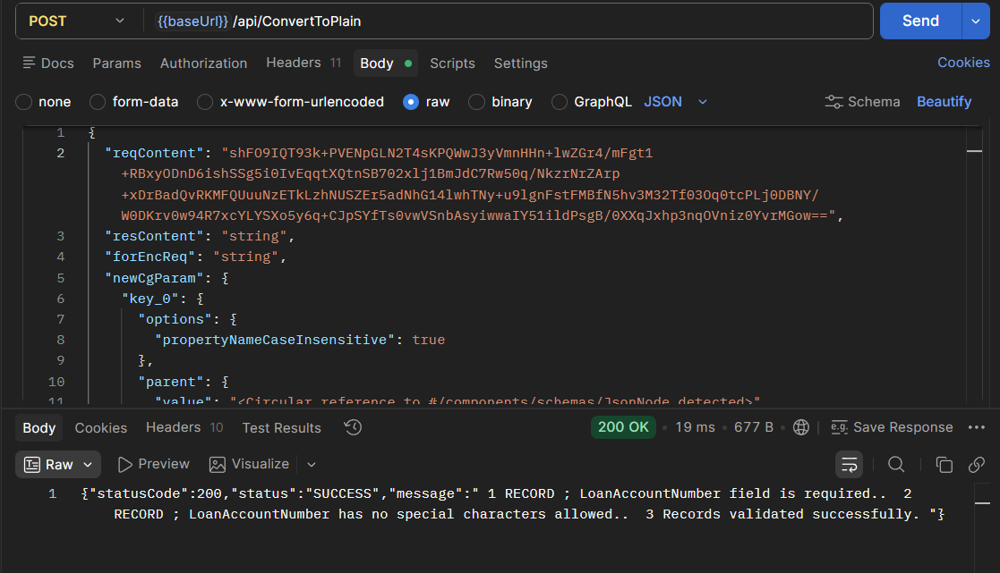 POST {{baseUrl}} /api/ConvertToPlain Send
Docs Params Authorization Headers 11 Body Scripts Settings Cookies
none form-data x-www-form-urlencoded raw binary GraphQL JSON Schema Beautify
1 {
2 "reqContent": "shFO9IQT93k+PVENpGLN2T4sKPQWwJ3yVmnHHn+lwZGr4/mFgt1
+RBxyODnD6ishSSg5i0IvEqqtXQtnSB702xlj1BmJdC7Rw50q/NkzrNrZArp
+xDrBadQvRKMFQUuuNzETkLzhNUSZEr5adNhG14lwhTNy+u9lgnFstFMBfN5hv3M32Tf03Oq0tcPLj0DBNY/
W0DKrv0w94R7xcYLYSXo5y6q+CJpSYfTs0vwVSnbAsyiwwaIY51ildPsgB/0XXqJxhp3nqOVniz0YvrMGow==",
3 "resContent": "string",
4 "forEncReq": "string",
5 "newCgParam": {
6 "key_0": {
7 "options": {
8 "propertyNameCaseInsensitive": true
9 },
10 "parent": {
11 "value": "<Circular reference to #/components/schemas/JsonNode detected>"
Body Cookies Headers 10 Test Results 200 OK • 19 ms • 677 B • e.g. Save Response
Raw Preview Visualize
1 {"statusCode":200,"status":"SUCCESS","message":" 1 RECORD ; LoanAccountNumber field is required.. 2
RECORD ; LoanAccountNumber has no special characters allowed.. 3 Records validated successfully. "}